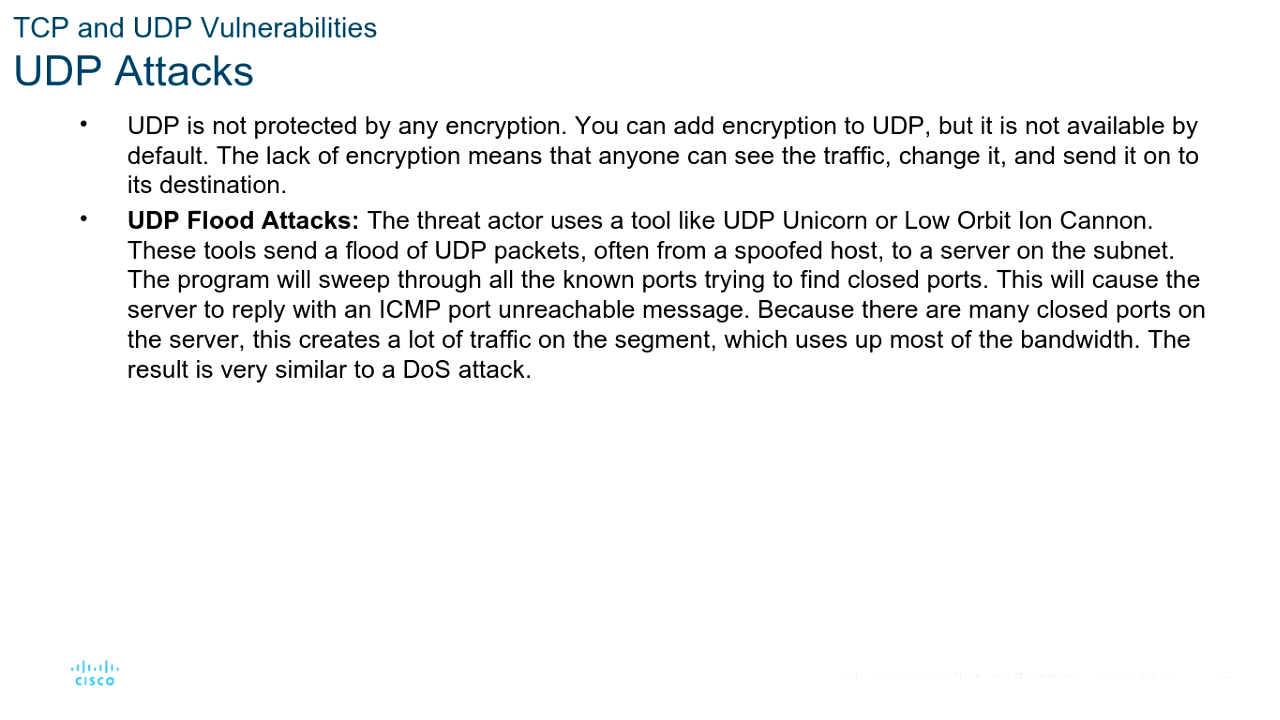 TCP and UDP Vulnerabilities
UDP Attacks
• UDP is not protected by any encryption. You can add encryption to UDP, but it is not available by
default. The lack of encryption means that anyone can see the traffic, change it, and send it on to
its destination.
• UDP Flood Attacks: The threat actor uses a tool like UDP Unicorn or Low Orbit Ion Cannon.
These tools send a flood of UDP packets, often from a spoofed host, to a server on the subnet.
The program will sweep through all the known ports trying to find closed ports. This will cause the
server to reply with an ICMP port unreachable message. Because there are many closed ports on
the server, this creates a lot of traffic on the segment, which uses up most of the bandwidth. The
result is very similar to a DoS attack.
CISCO